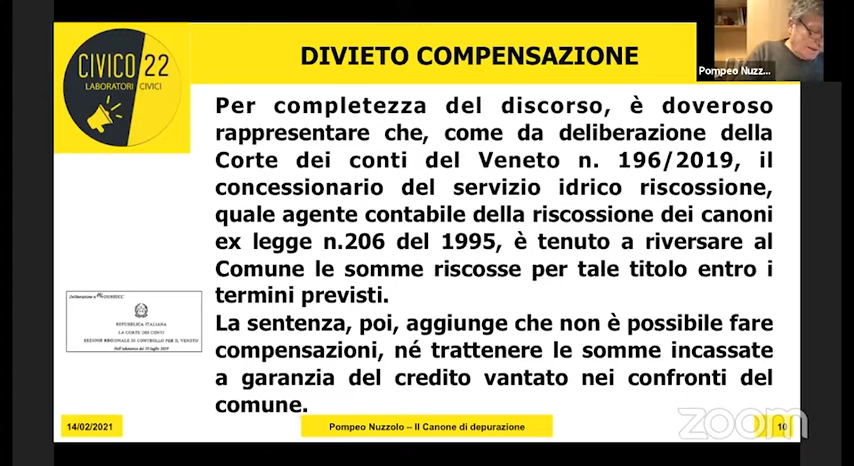 CIVICO 22
LABORATORI CIVICI
DIVIETO COMPENSAZIONE
Pompeo Nuzz...
Per completezza del discorso, è doveroso
rappresentare che, come da deliberazione della
Corte dei conti del Veneto n. 196/2019, il
concessionario del servizio idrico riscossione,
quale agente contabile della riscossione dei canoni
ex legge n.206 del 1995, è tenuto a riversare al
Comune le somme riscosse per tale titolo entro i
termini previsti.
La sentenza, poi, aggiunge che non è possibile fare
compensazioni, né trattenere le somme incassate
a garanzia del credito vantato nei confronti del
comune.
REPUBBLICA ITALIANA
LA CORTE DEI CONTI
SEZIONE REGIONALE DI CONTROLLO PER IL VENETO
14/02/2021
Pompeo Nuzzolo – Il Canone di depurazione
10
zoom